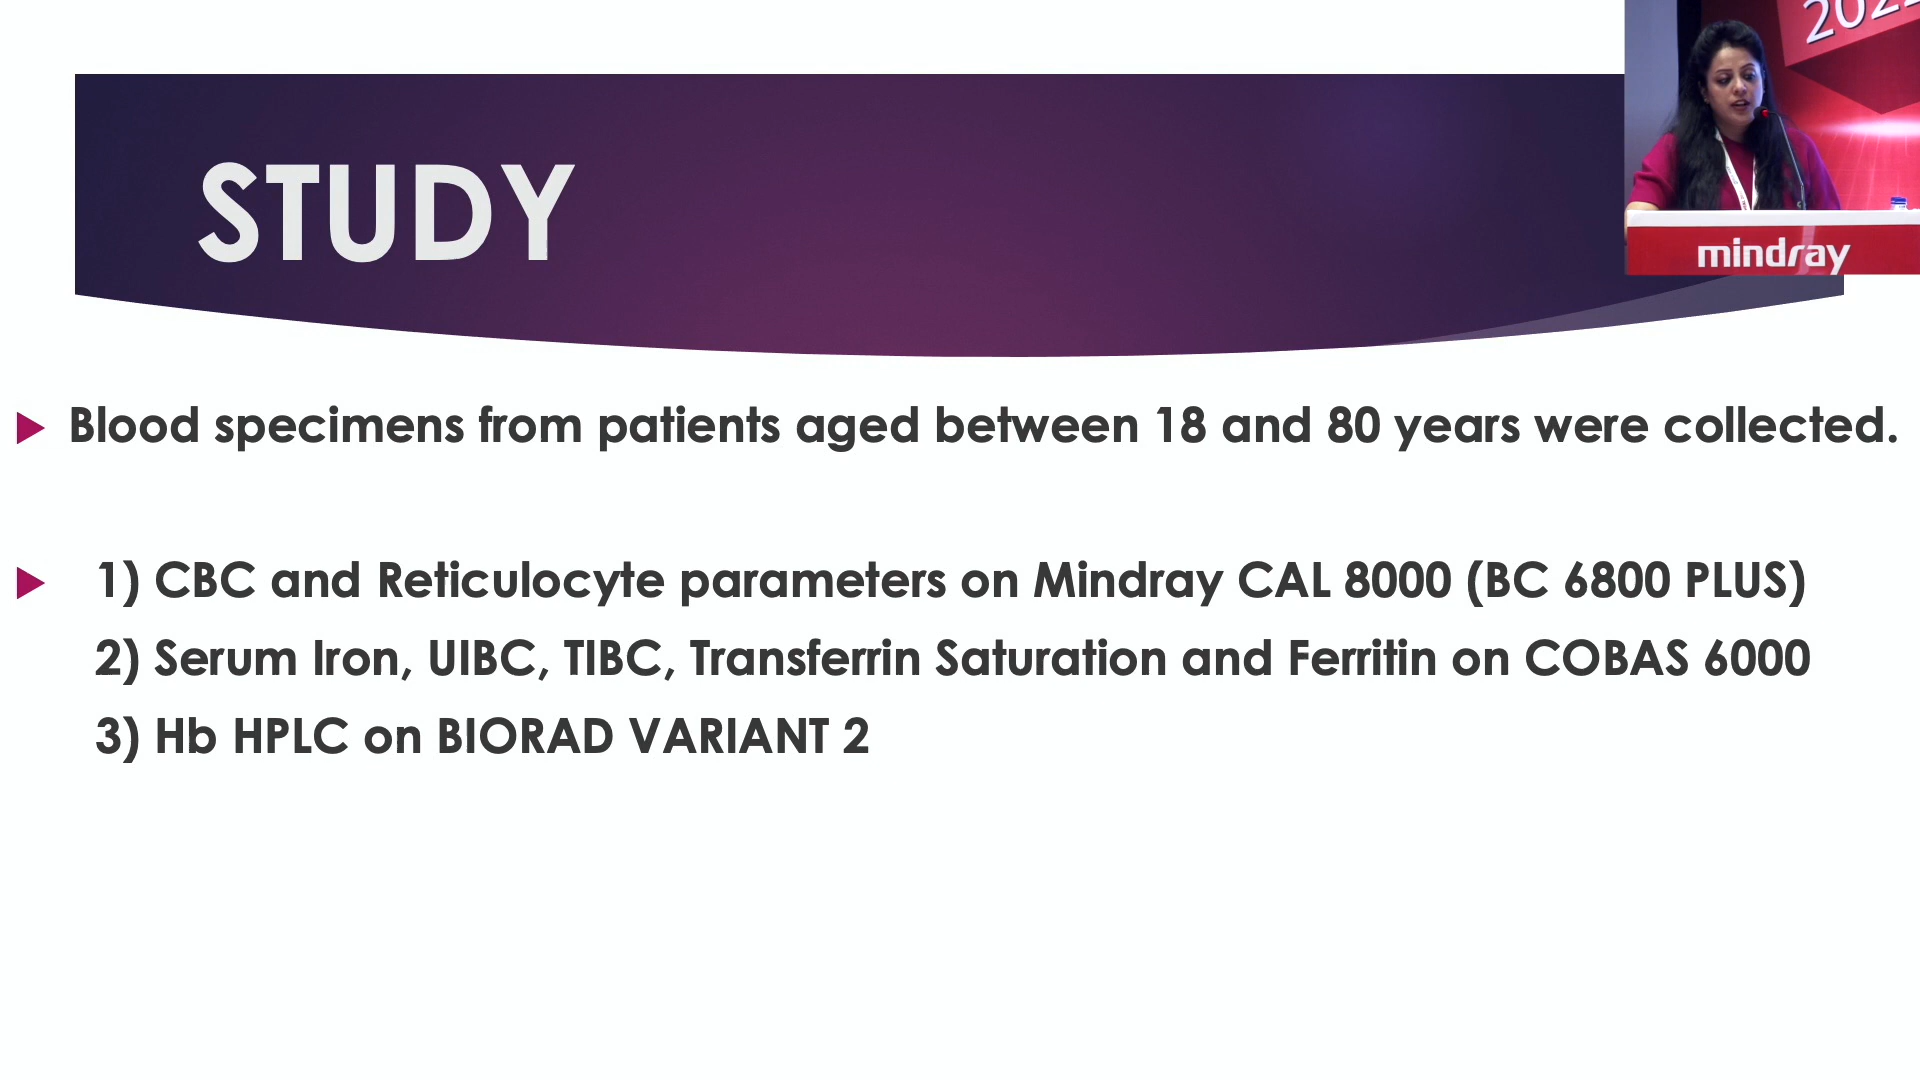 2022
mindray
STUDY
Blood specimens from patients aged between 18 and 80 years were collected.
1) CBC and Reticulocyte parameters on Mindray CAL 8000 (BC 6800 PLUS)
2) Serum Iron, UIBC, TIBC, Transferrin Saturation and Ferritin on COBAS 6000
3) Hb HPLC on BIORAD VARIANT 2